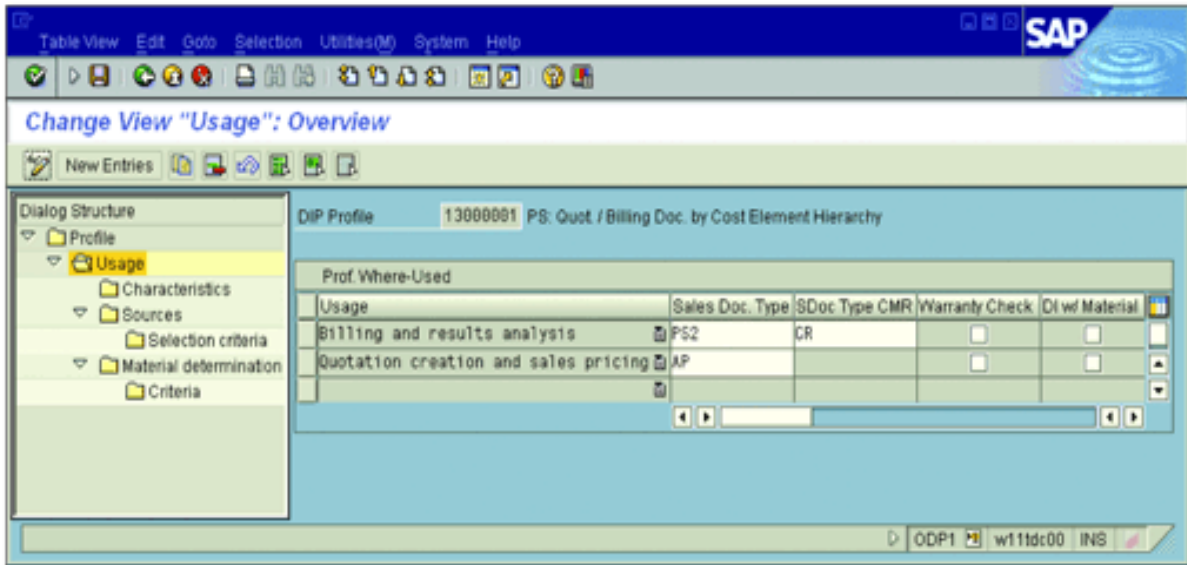 Table View Edit Goto Selection Utilities(M) System Help
SAP
Change View "Usage": Overview
New Entries
Dialog Structure
Profile
Usage
Characteristics
Sources
Selection criteria
Material determination
Criteria
DIP Profile 13000001 PS: Quot. / Billing Doc. by Cost Element Hierarchy
Prof. Where-Used
Usage Sales Doc. Type SDoc Type CMR Warranty Check DI w/ Material
Billing and results analysis PS2 CR
Quotation creation and sales pricing AP
ODP1 w11tdc00 INS